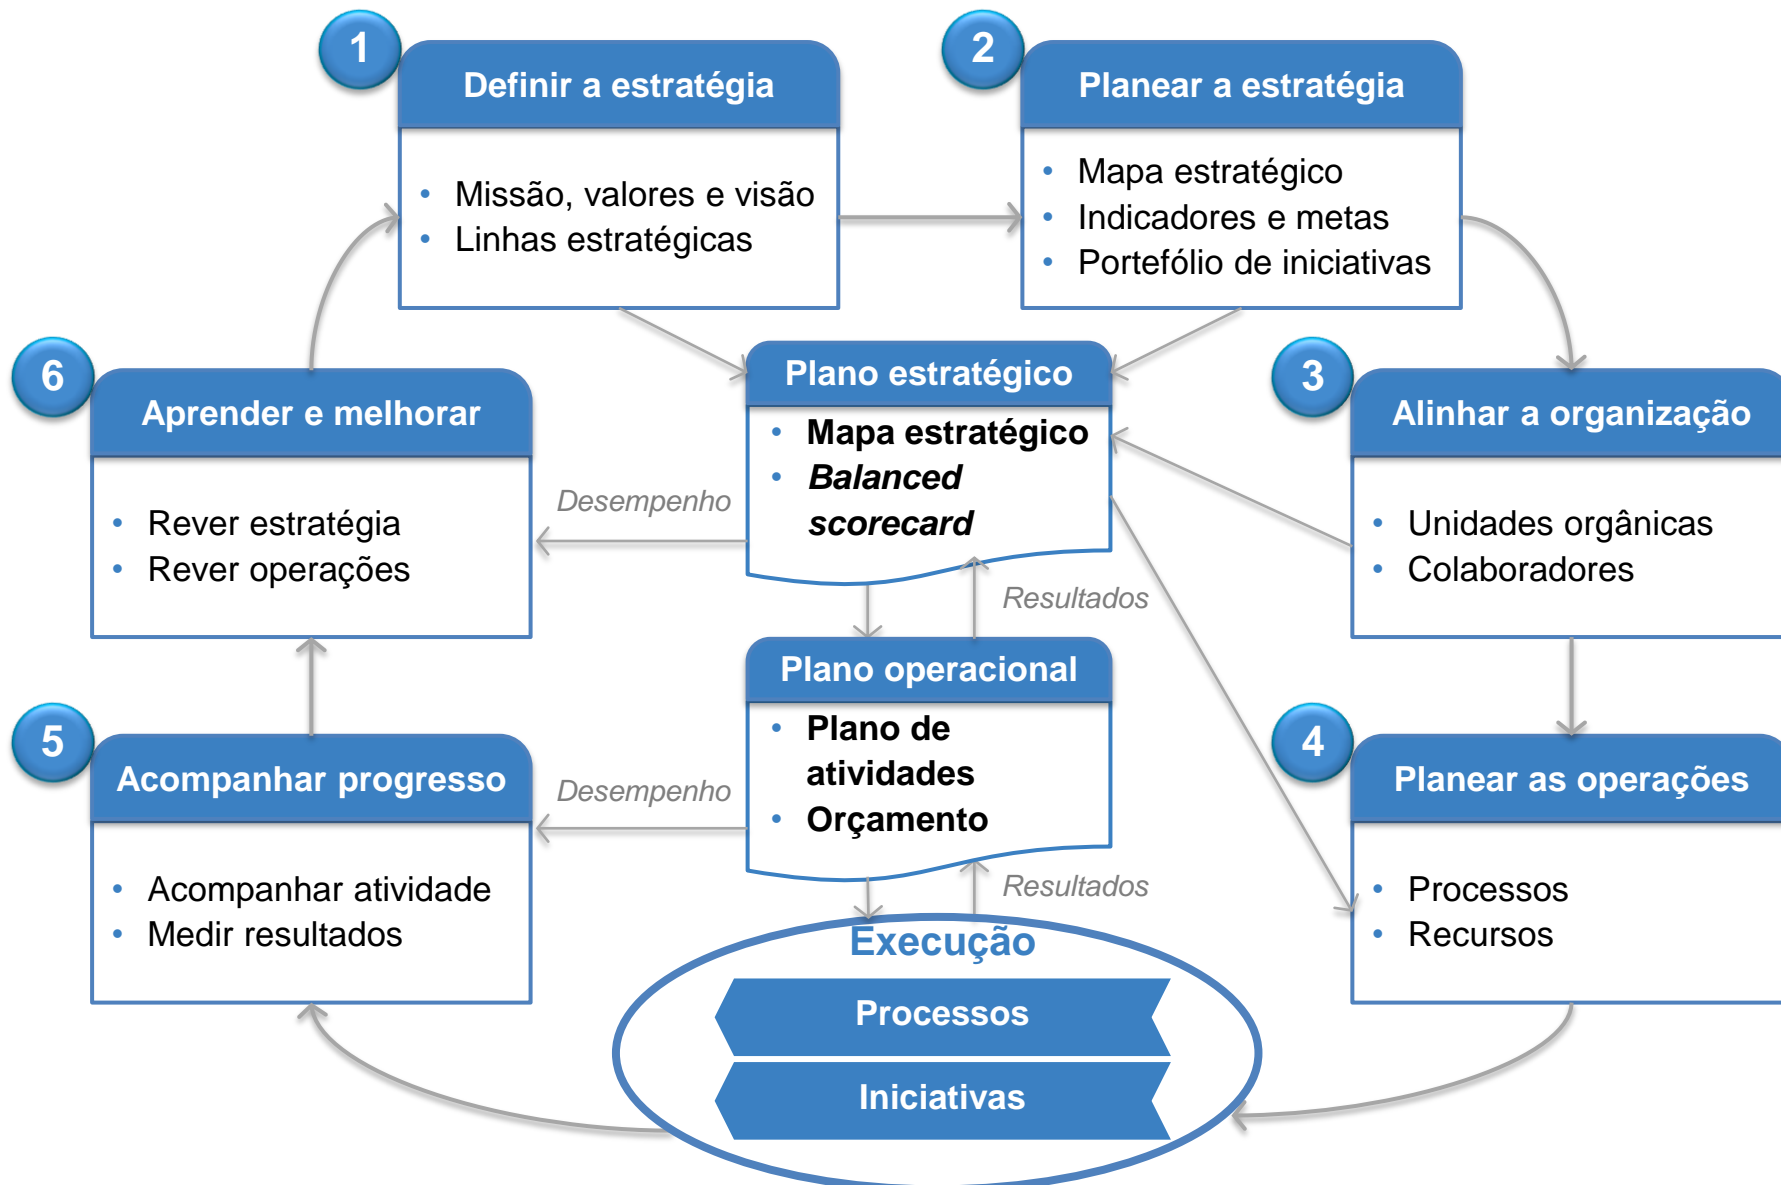 1
Definir a estratégia
• Missão, valores e visão
• Linhas estratégicas
2
Planear a estratégia
• Mapa estratégico
• Indicadores e metas
• Portefólio de iniciativas
3
Alinhar a organização
• Unidades orgânicas
• Colaboradores
4
Planear as operações
• Processos
• Recursos
5
Acompanhar progresso
• Acompanhar atividade
• Medir resultados
6
Aprender e melhorar
• Rever estratégia
• Rever operações
Plano estratégico
• Mapa estratégico
• Balanced
scorecard
Desempenho
Resultados
Plano operacional
• Plano de
atividades
• Orçamento
Desempenho
Resultados
Execução
Processos
Iniciativas